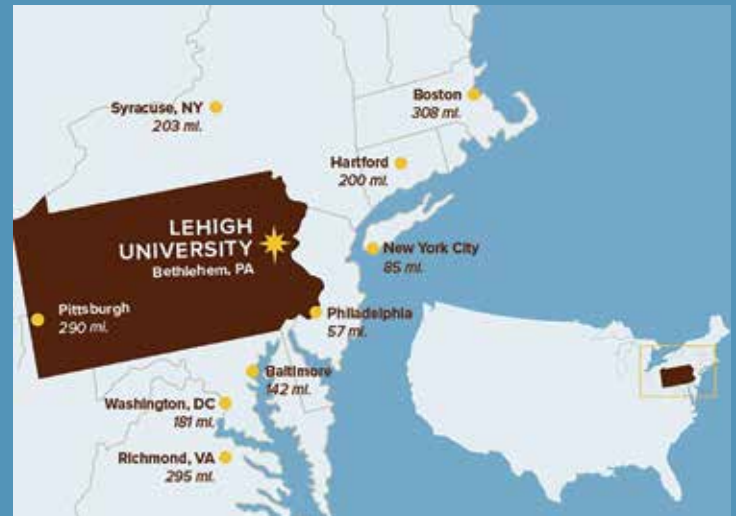 Syracuse, NY
203 mi.
Boston
308 mi.
Hartford
200 mi.
LEHIGH
UNIVERSITY
Bethlehem, PA
New York City
85 mi.
Pittsburgh
290 mi.
Philadelphia
57 mi.
Baltimore
142 mi.
Washington, DC
181 mi.
Richmond, VA
295 mi.